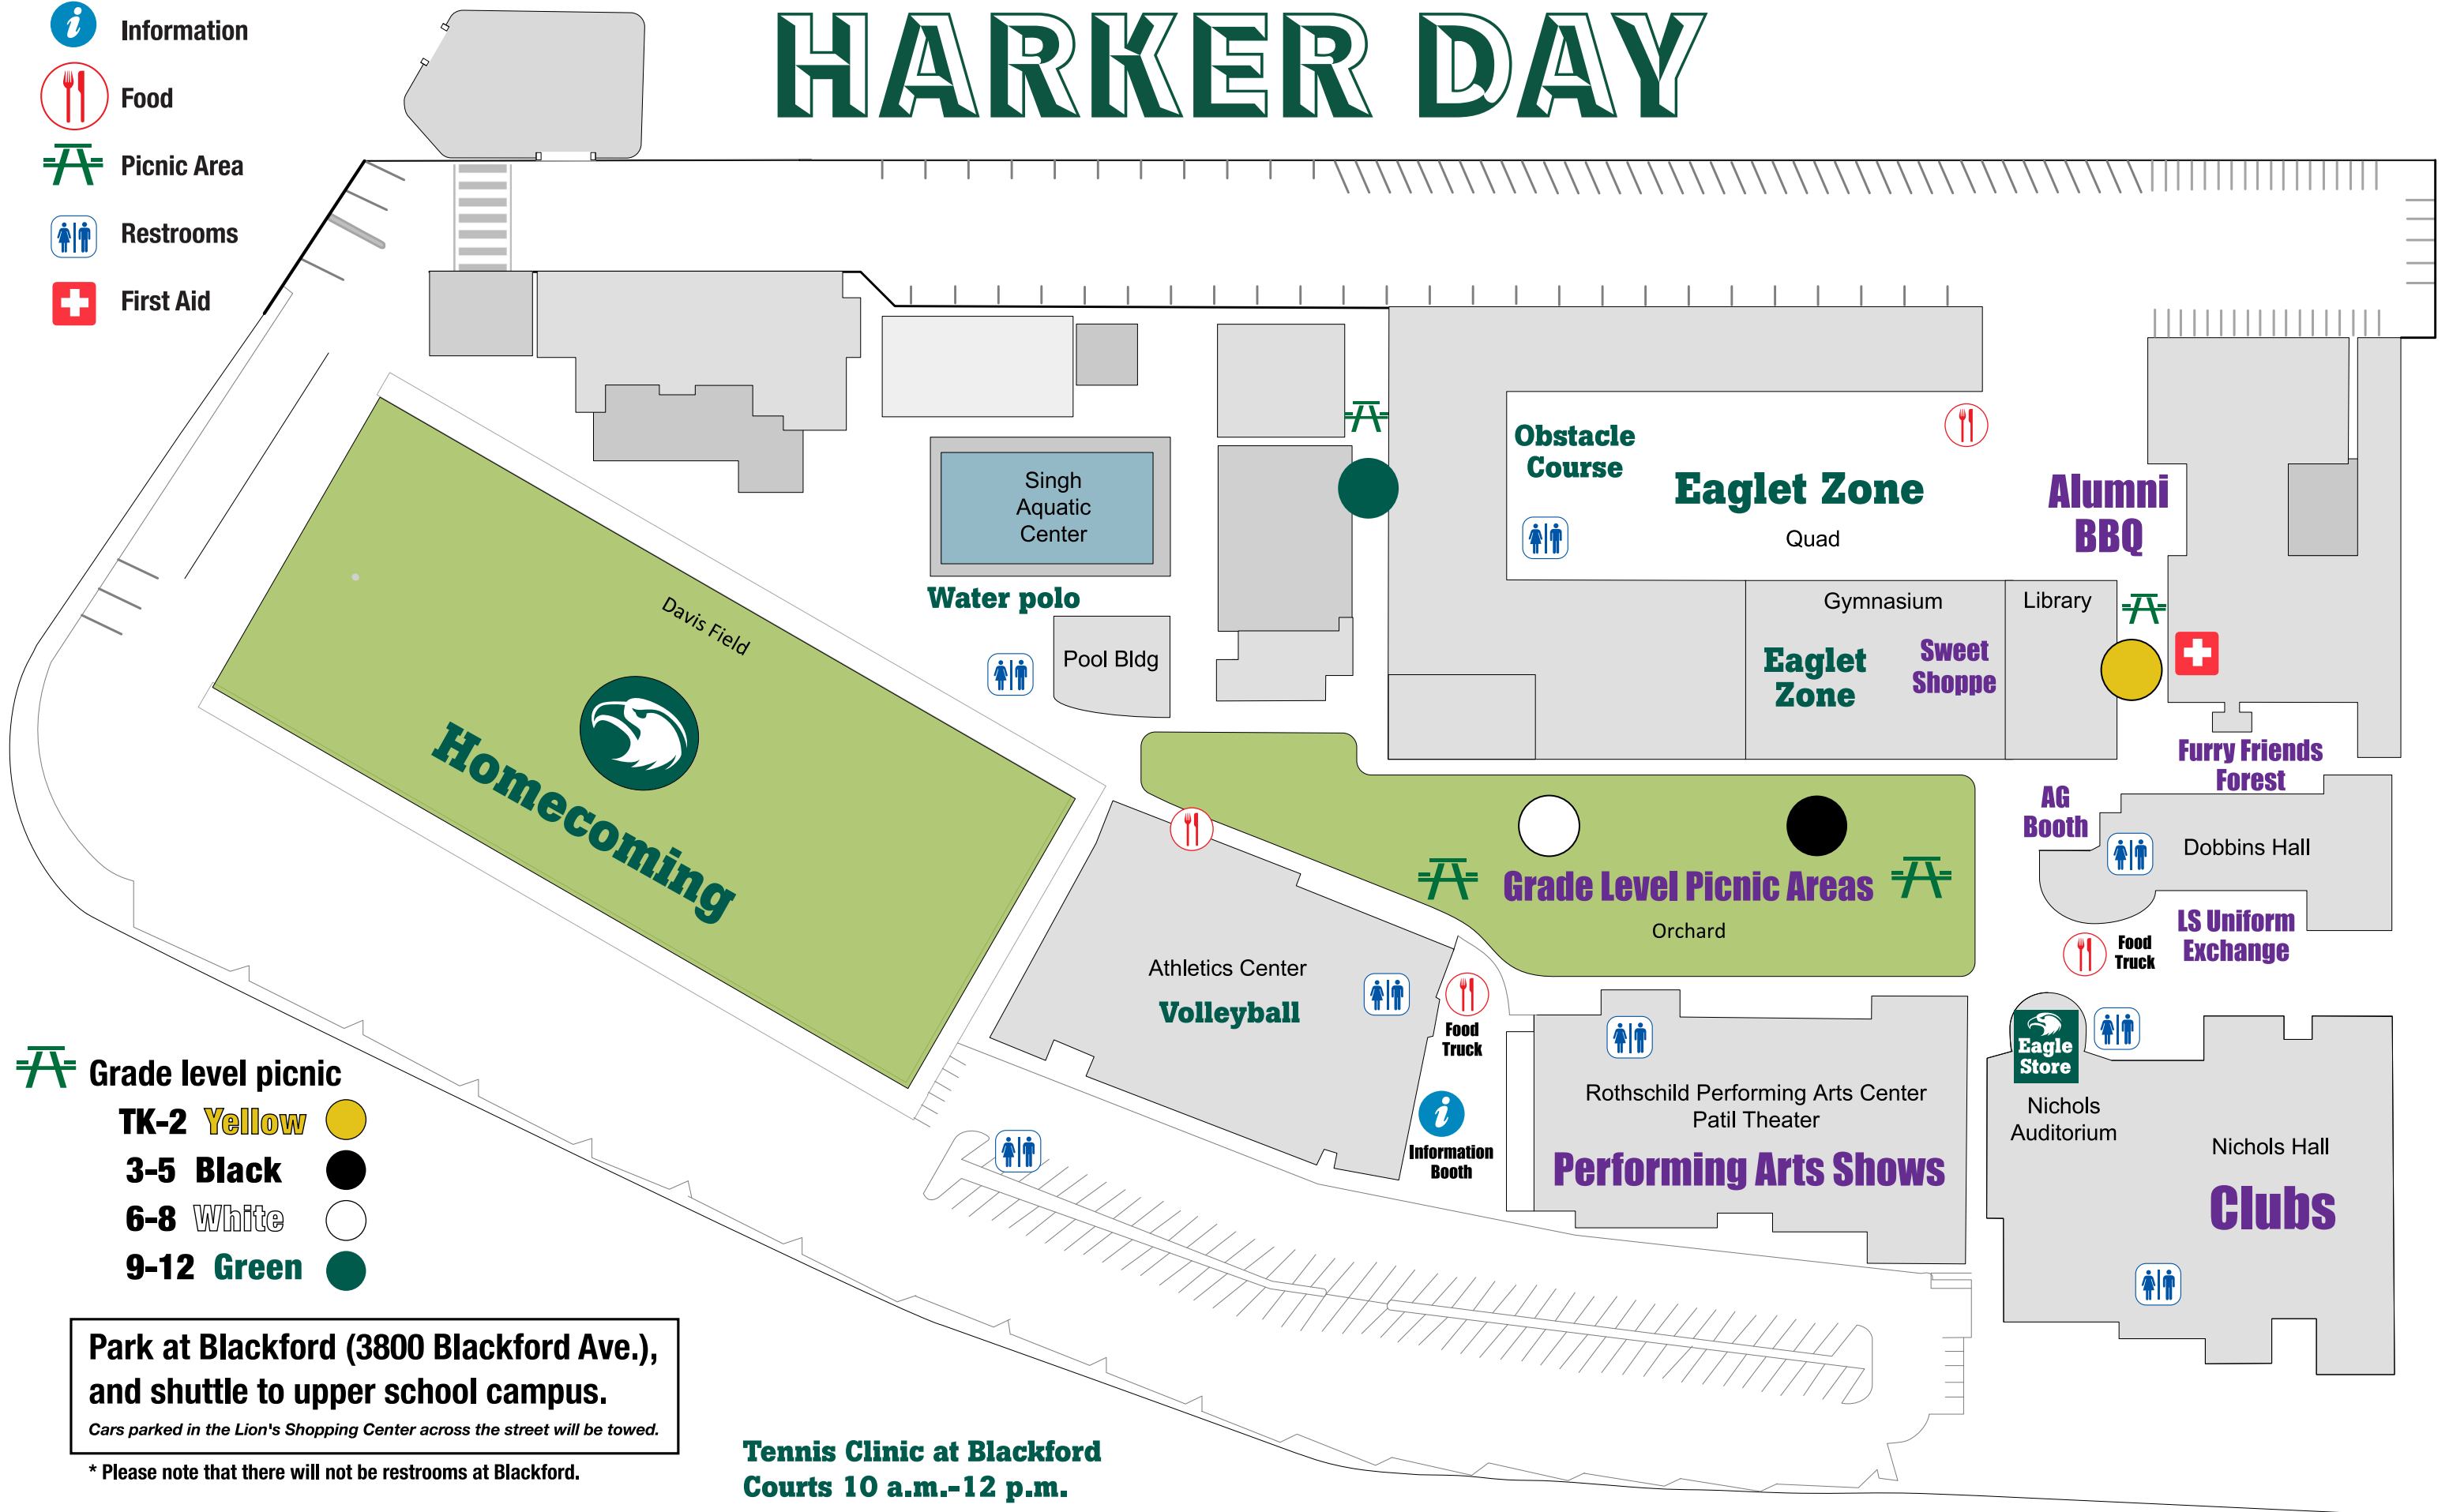 HARKER DAY
Information
Food
Picnic Area
Restrooms
First Aid
Obstacle
Course
Eaglet Zone
Quad
Alumni
BBQ
Singh
Aquatic
Center
Water polo
Pool Bldg
Davis Field
Homecoming
Gymnasium
Library
Eaglet
Zone
Sweet
Shoppe
Furry Friends
Forest
AG
Booth
Dobbins Hall
Grade Level Picnic Areas
Orchard
LS Uniform
Exchange
Food
Truck
Athletics Center
Volleyball
Food
Truck
Information
Booth
Rothschild Performing Arts Center
Patil Theater
Performing Arts Shows
Eagle
Store
Nichols
Auditorium
Nichols Hall
Clubs
Grade level picnic
TK-2 Yellow
3-5 Black
6-8 White
9-12 Green
Park at Blackford (3800 Blackford Ave.),
and shuttle to upper school campus.
Cars parked in the Lion's Shopping Center across the street will be towed.
* Please note that there will not be restrooms at Blackford.
Tennis Clinic at Blackford
Courts 10 a.m.-12 p.m.